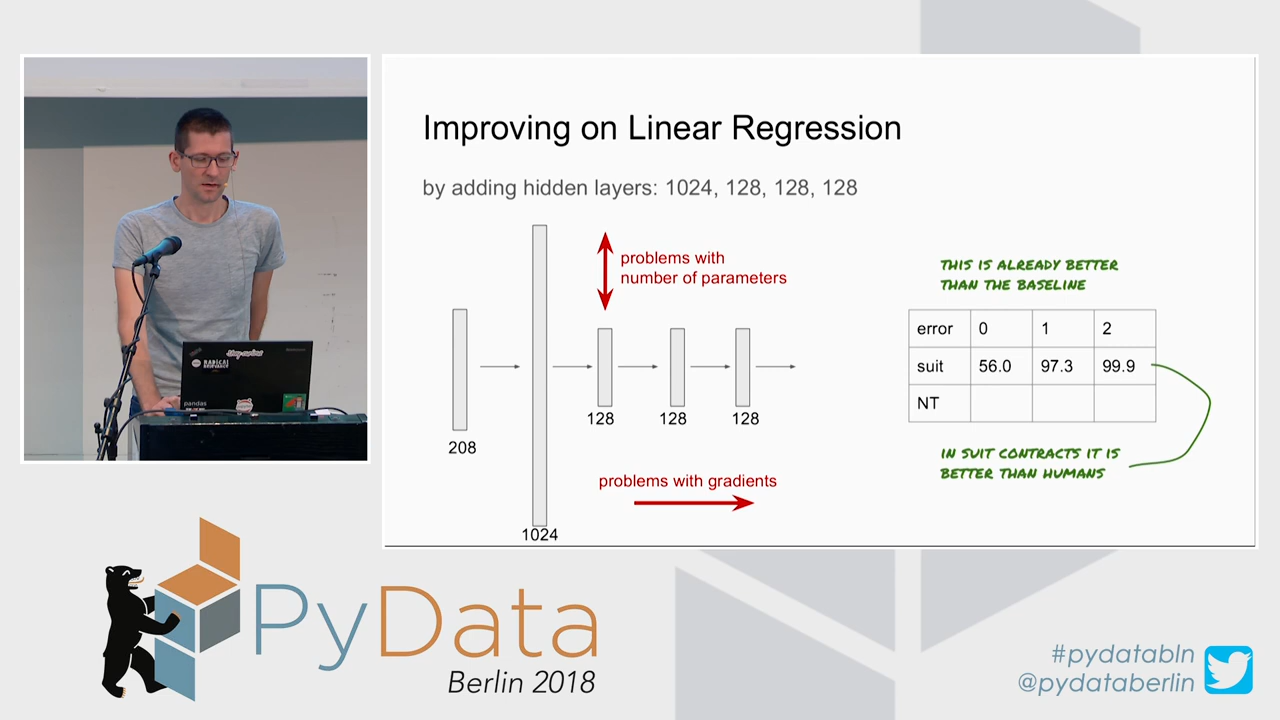 Improving on Linear Regression
by adding hidden layers: 1024, 128, 128, 128
problems with
number of parameters
208
1024
128
128
128
problems with gradients
THIS IS ALREADY BETTER
THAN THE BASELINE
error 0 1 2
suit 56.0 97.3 99.9
NT
IN SUIT CONTRACTS IT IS
BETTER THAN HUMANS
RADICAL
pandas
PyData
Berlin 2018
#pydatabln
@pydataberlin